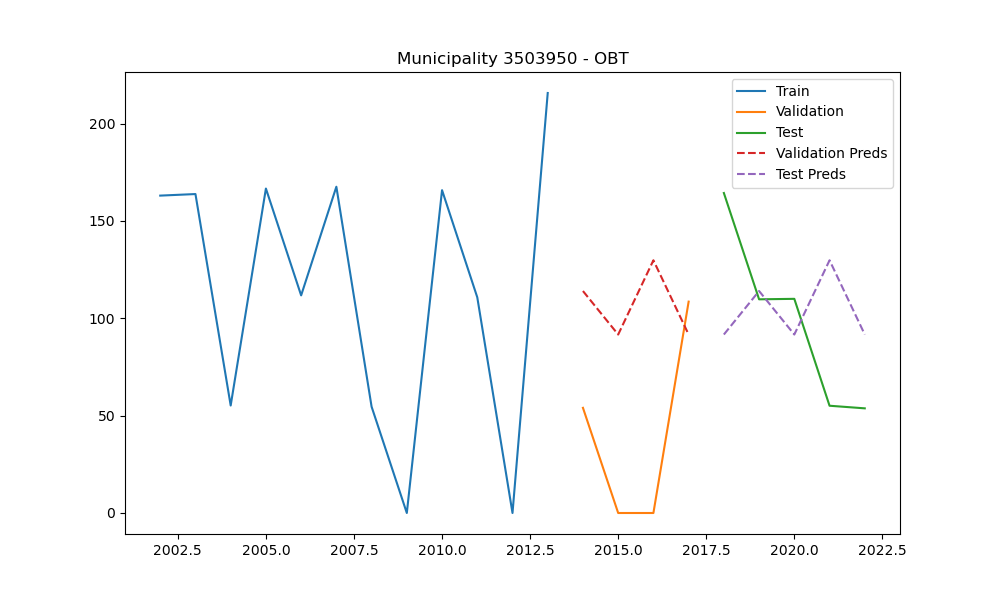 Municipality 3503950 - OBT
Train
Validation
Test
Validation Preds
Test Preds
200
150
100
50
0
2002.5 2005.0 2007.5 2010.0 2012.5 2015.0 2017.5 2020.0 2022.5